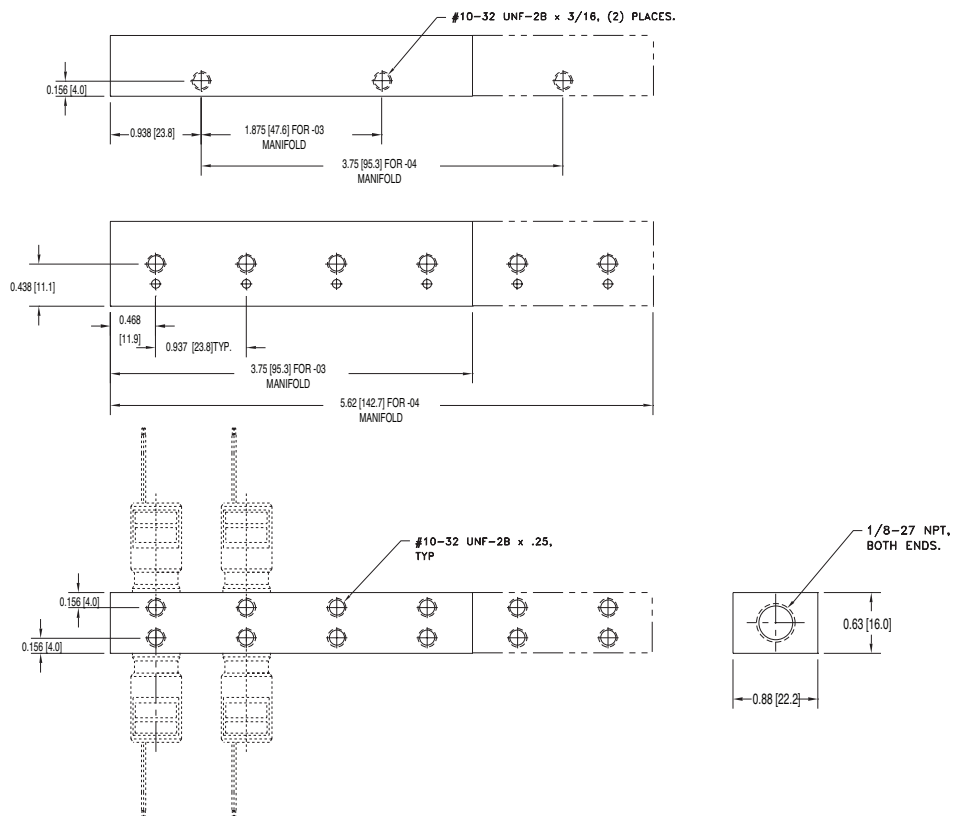 #10-32 UNF-2B x 3/16, (2) PLACES.
0.156 [4.0]
0.938 [23.8]
1.875 [47.6] FOR -03
MANIFOLD
3.75 [95.3] FOR -04
MANIFOLD
0.438 [11.1]
0.468
[11.9]
0.937 [23.8]TYP.
3.75 [95.3] FOR -03
MANIFOLD
5.62 [142.7] FOR -04
MANIFOLD
#10-32 UNF-2B x .25,
TYP
1/8-27 NPT,
BOTH ENDS.
0.156 [4.0]
0.156 [4.0]
0.63 [16.0]
0.88 [22.2]